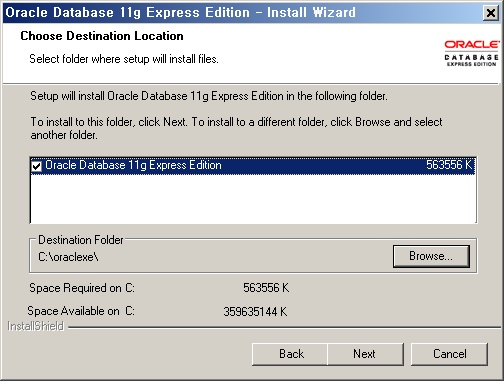 Oracle Database 11g Express Edition - Install Wizard
Choose Destination Location
Select folder where setup will install files.
ORACLE
DATABASE
EXPRESS EDITION
Setup will install Oracle Database 11g Express Edition in the following folder.
To install to this folder, click Next. To install to a different folder, click Browse and select
another folder.
Oracle Database 11g Express Edition 563556 K
Destination Folder
C:\oraclexe\
Browse...
Space Required on C: 563556 K
Space Available on C: 359635144 K
InstallShield
Back Next Cancel